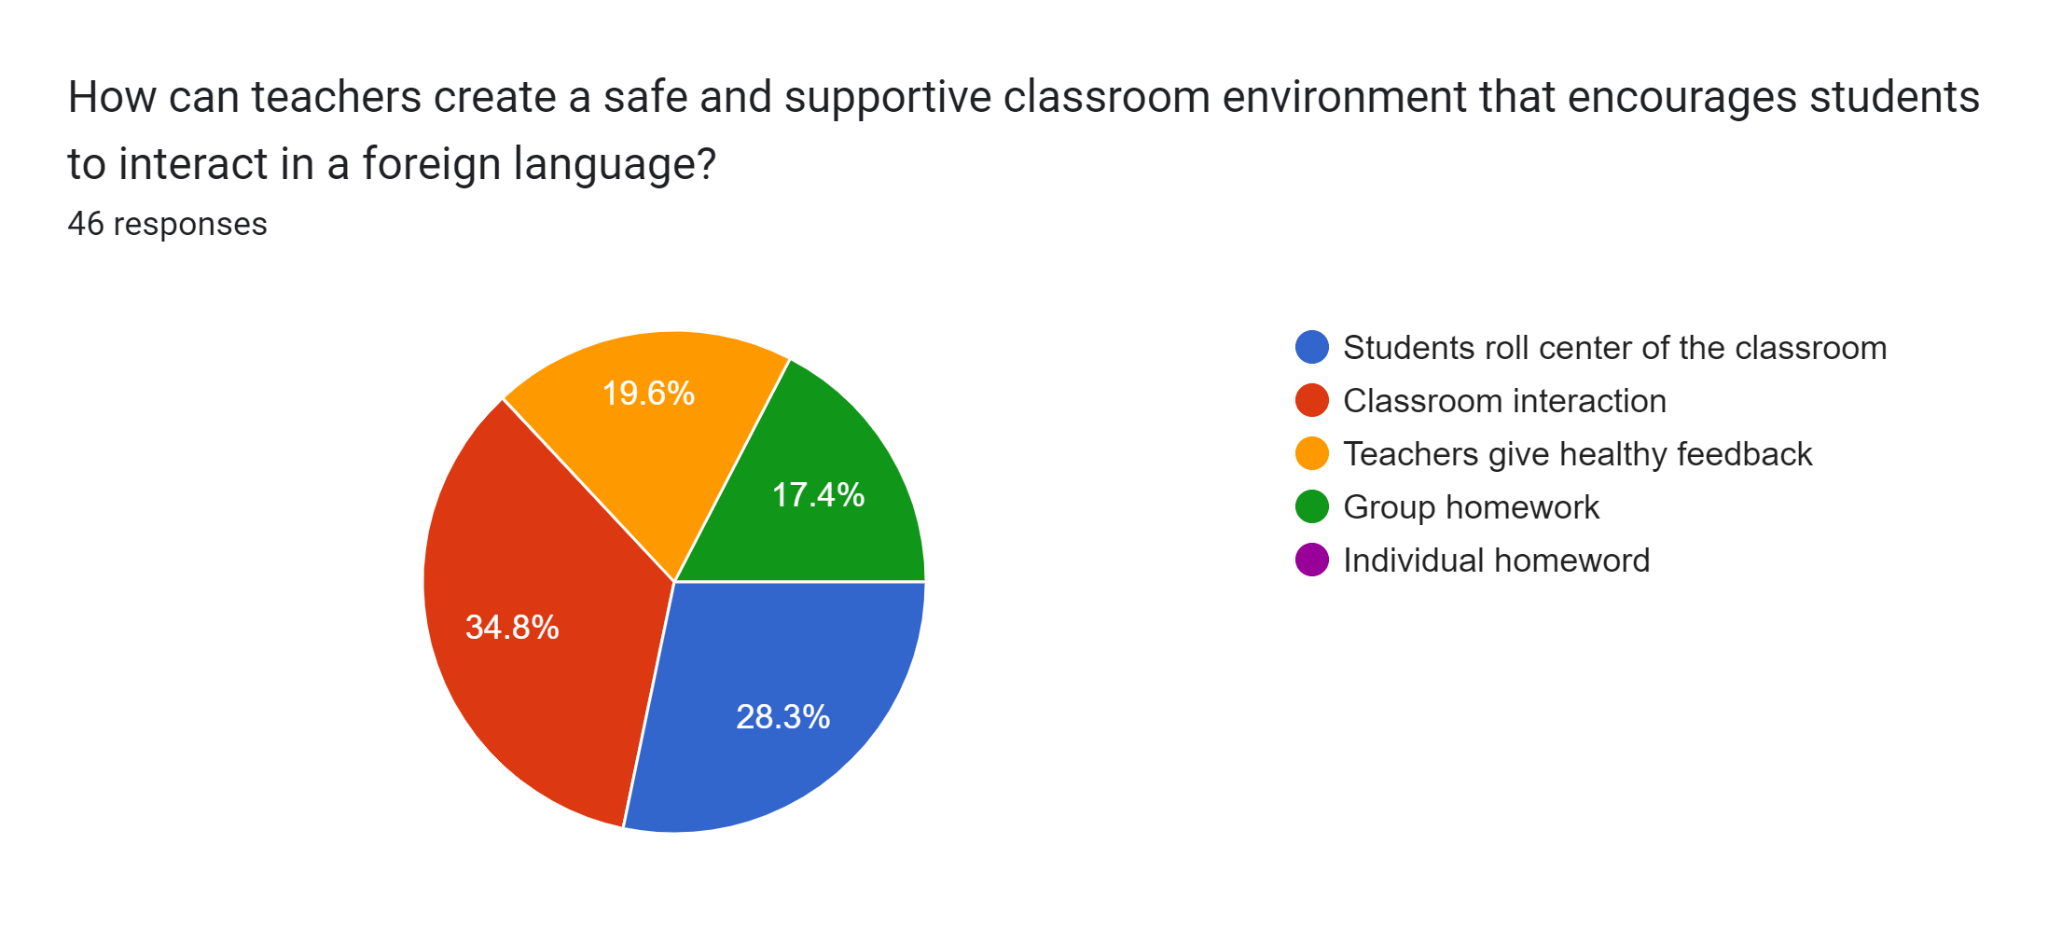 How can teachers create a safe and supportive classroom environment that encourages students
to interact in a foreign language?
46 responses
19.6%
17.4%
34.8%
28.3%
Students roll center of the classroom
Classroom interaction
Teachers give healthy feedback
Group homework
Individual homeword